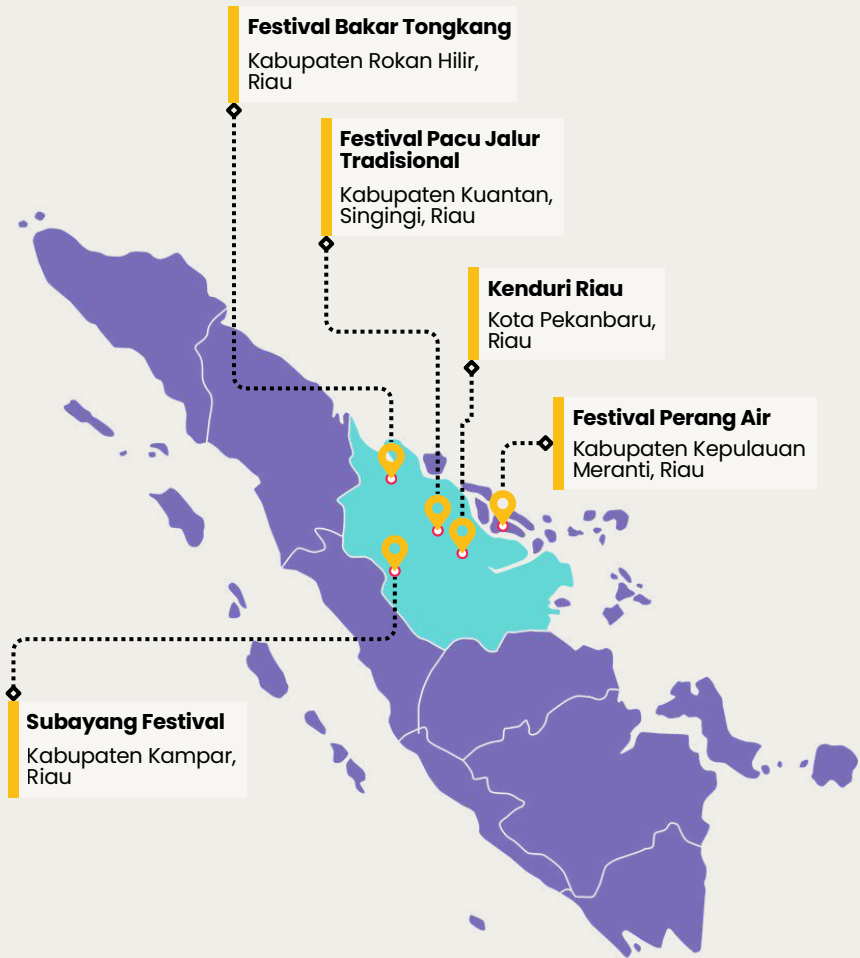 Festival Bakar Tongkang
Kabupaten Rokan Hilir,
Riau
Festival Pacu Jalur
Tradisional
Kabupaten Kuantan,
Singingi, Riau
Kenduri Riau
Kota Pekanbaru,
Riau
Festival Perang Air
Kabupaten Kepulauan
Meranti, Riau
Subayang Festival
Kabupaten Kampar,
Riau